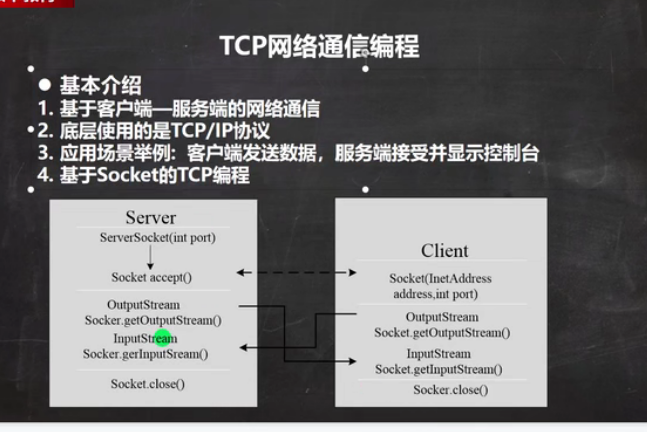 TCP网络通信编程
● 基本介绍
1. 基于客户端—服务端的网络通信
2. 底层使用的是TCP/IP协议
3. 应用场景举例: 客户端发送数据，服务端接受并显示控制台
4. 基于Socket的TCP编程
Server
ServerSocket(int port)
Socket accept()
OutputStream
Socker.getOutputStream()
InputStream
Socker.gerInputSream()
Socket.close()
Client
Socket(InetAddress
address,int port)
OutputStream
Socket.getOutputStream()
InputStream
Socket.getInputStream()
Socker.close()